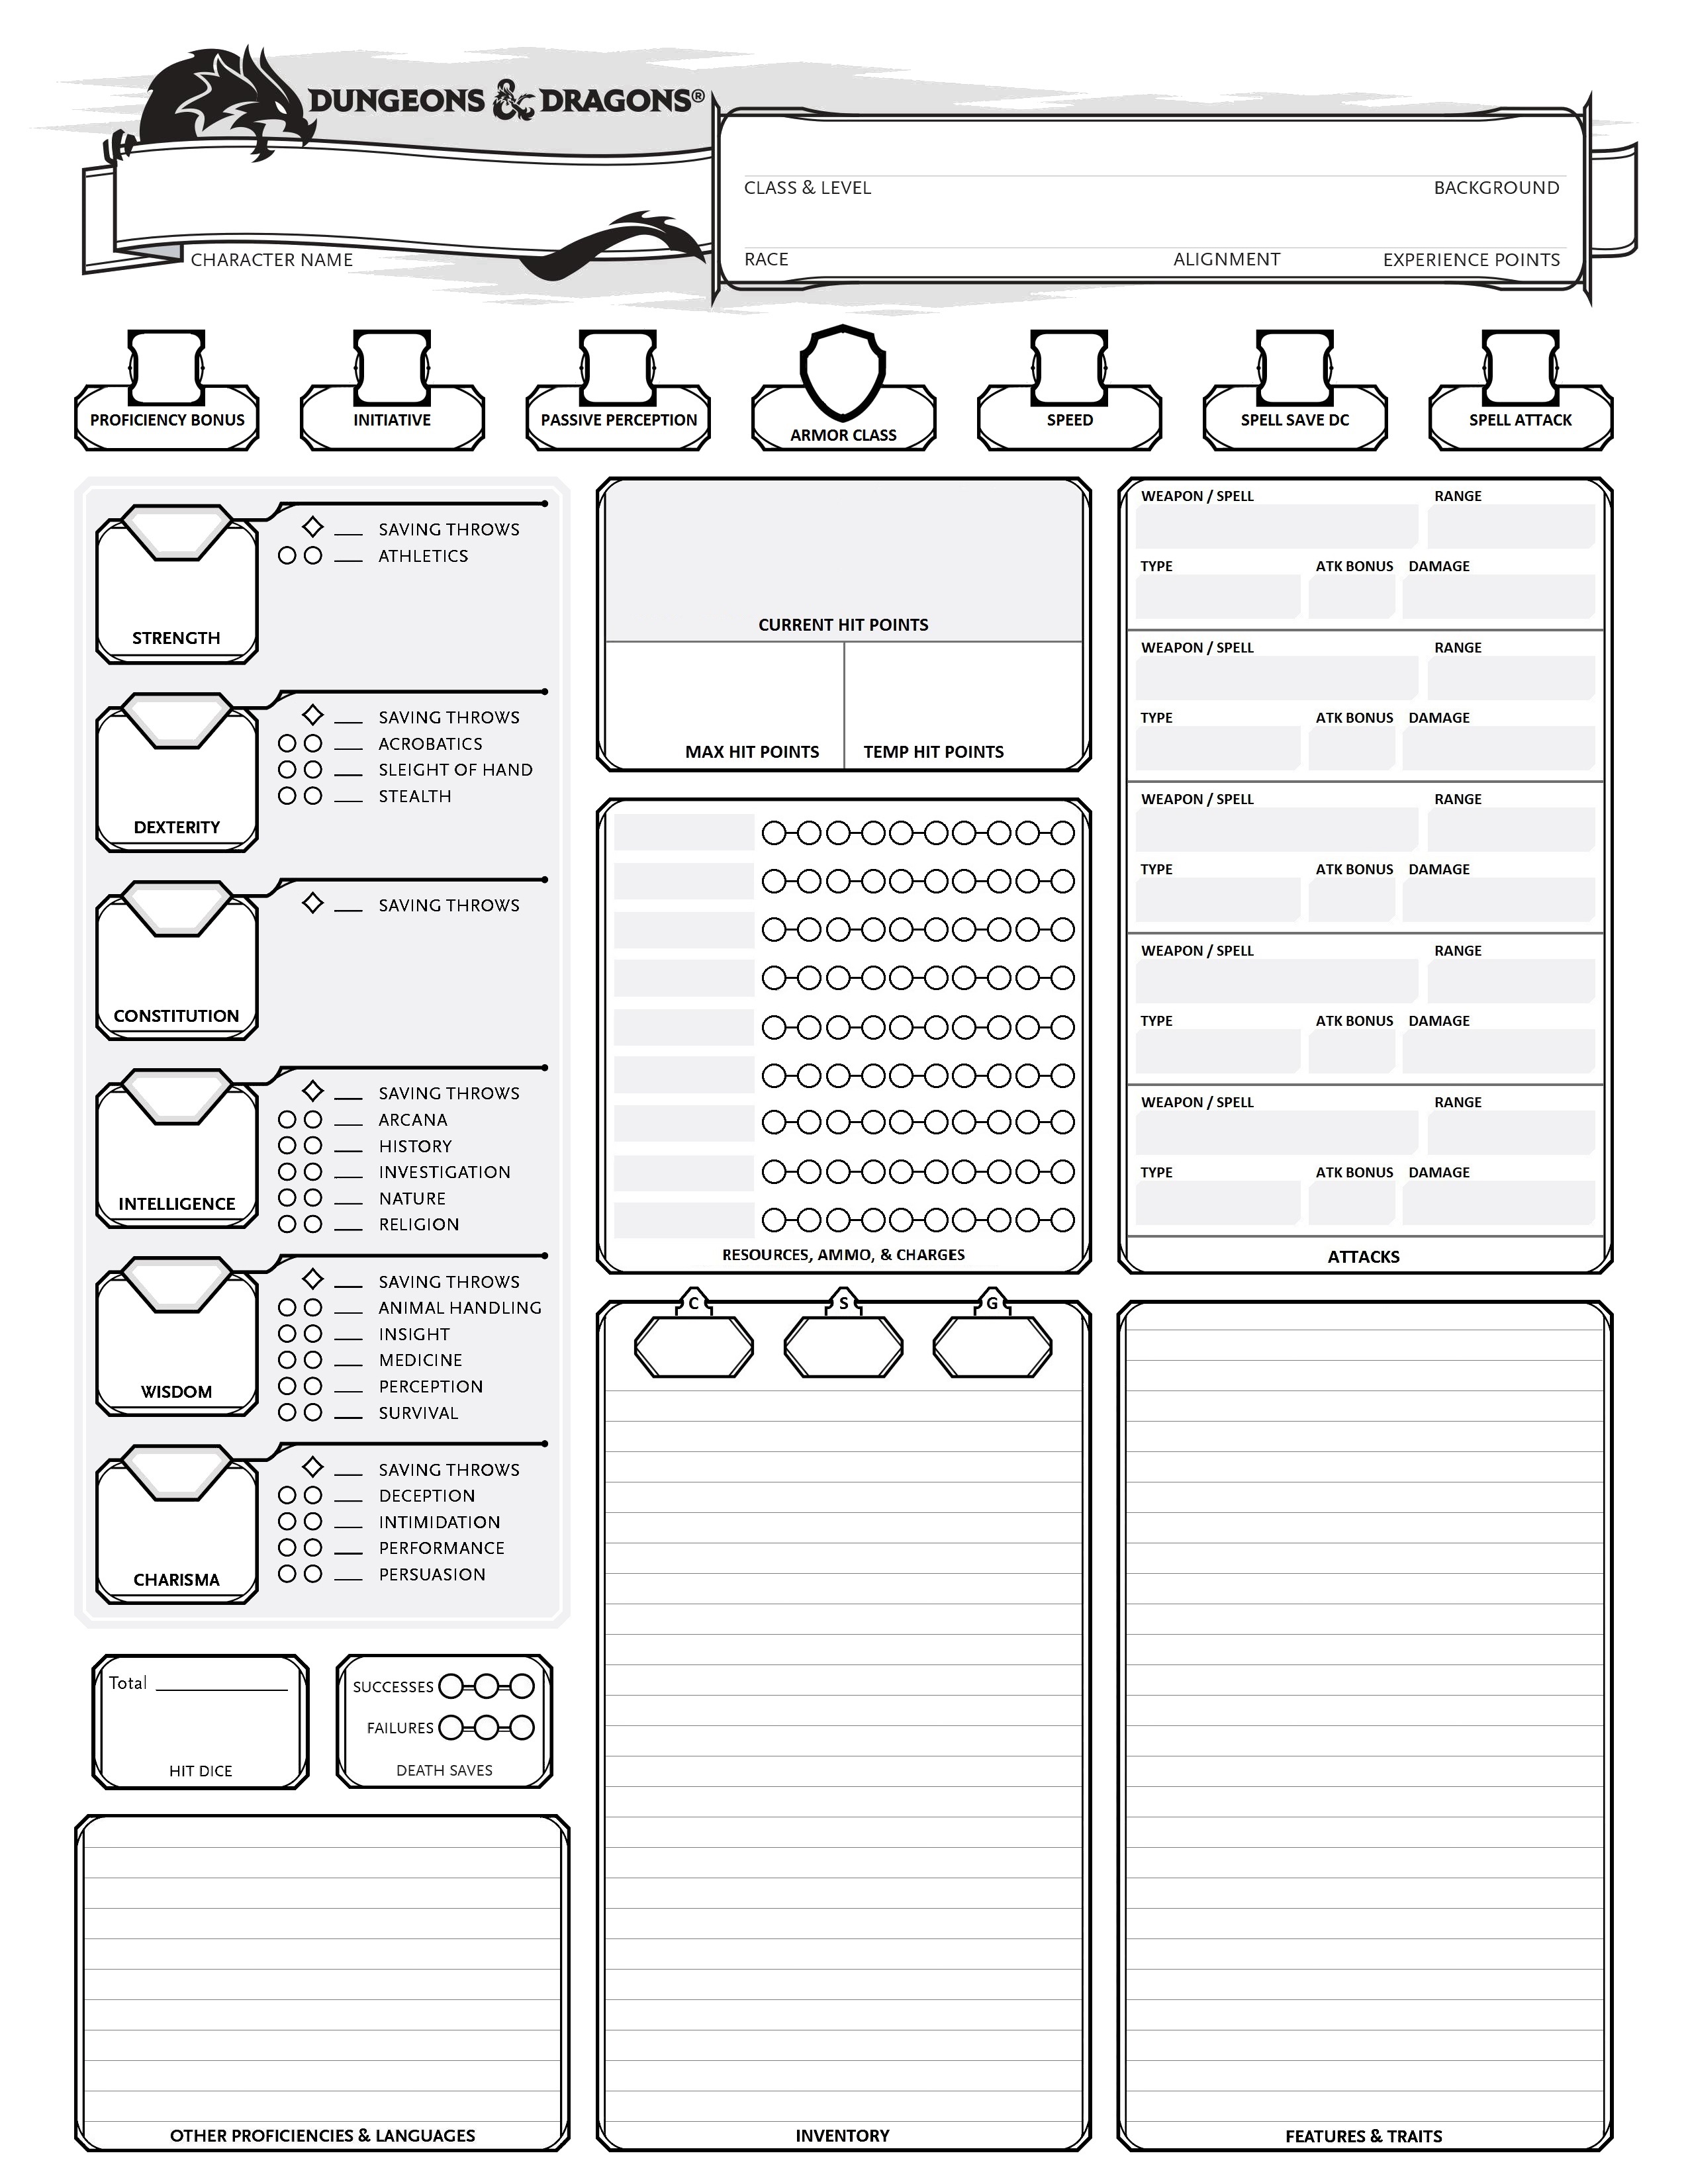 DUNGEONS & DRAGONS®
CLASS & LEVEL BACKGROUND
CHARACTER NAME
RACE ALIGNMENT EXPERIENCE POINTS
PROFICIENCY BONUS
INITIATIVE
PASSIVE PERCEPTION
ARMOR CLASS
SPEED
SPELL SAVE DC
SPELL ATTACK
STRENGTH
SAVING THROWS
ATHLETICS
DEXTERITY
SAVING THROWS
ACROBATICS
SLEIGHT OF HAND
STEALTH
CONSTITUTION
SAVING THROWS
INTELLIGENCE
SAVING THROWS
ARCANA
HISTORY
INVESTIGATION
NATURE
RELIGION
WISDOM
SAVING THROWS
ANIMAL HANDLING
INSIGHT
MEDICINE
PERCEPTION
SURVIVAL
CHARISMA
SAVING THROWS
DECEPTION
INTIMIDATION
PERFORMANCE
PERSUASION
Total
HIT DICE
SUCCESSES
FAILURES
DEATH SAVES
OTHER PROFICIENCIES & LANGUAGES
CURRENT HIT POINTS
MAX HIT POINTS
TEMP HIT POINTS
RESOURCES, AMMO, & CHARGES
C S G
INVENTORY
WEAPON / SPELL RANGE
TYPE ATK BONUS DAMAGE
WEAPON / SPELL RANGE
TYPE ATK BONUS DAMAGE
WEAPON / SPELL RANGE
TYPE ATK BONUS DAMAGE
WEAPON / SPELL RANGE
TYPE ATK BONUS DAMAGE
WEAPON / SPELL RANGE
TYPE ATK BONUS DAMAGE
ATTACKS
FEATURES & TRAITS